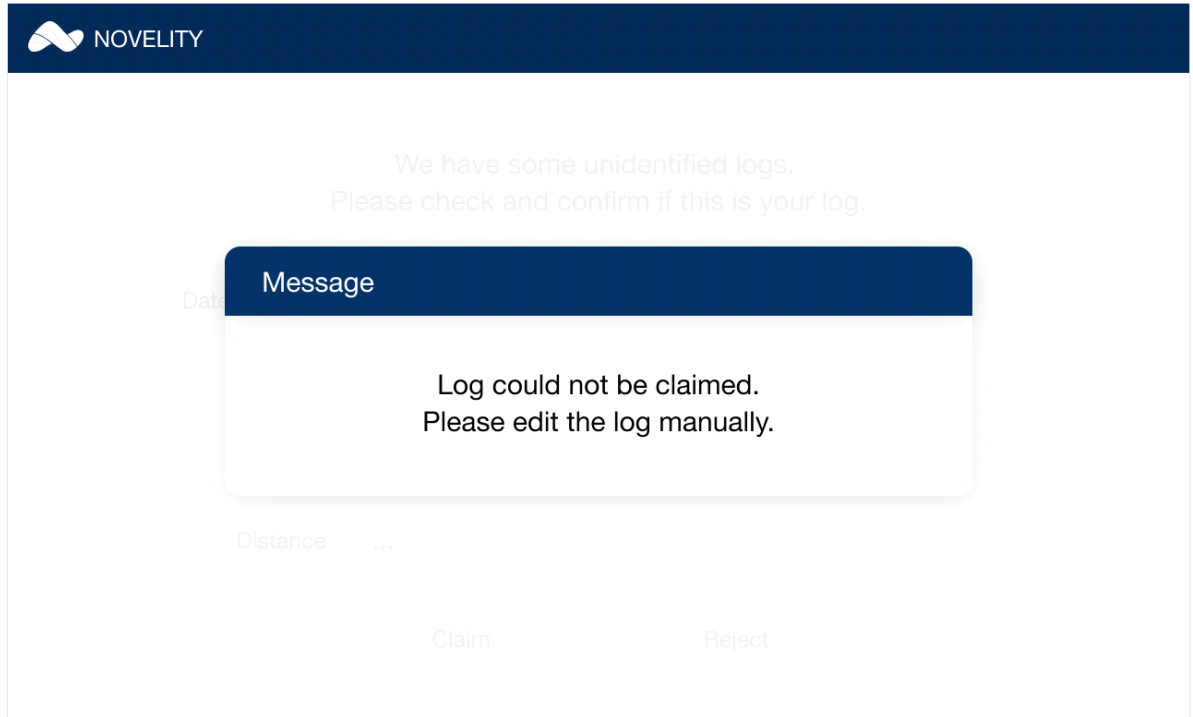 NOVELITY
We have some unidentified logs.
Please check and confirm if this is your log.
Message
Date
Log could not be claimed.
Please edit the log manually.
Distance ...
Claim Reject